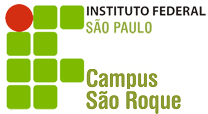 INSTITUTO FEDERAL
SÃO PAULO
Campus
São Roque